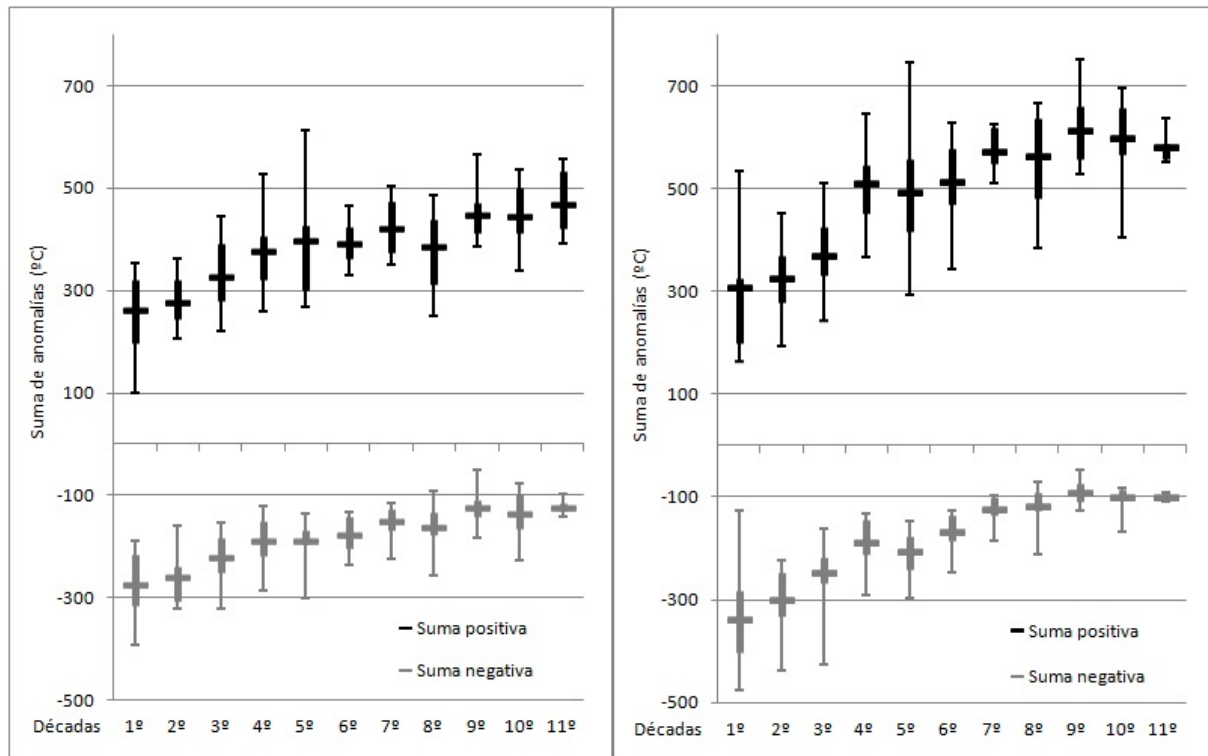 700
500
300
100
-100
-300
-500
Suma de anomalías (ºC)
Suma positiva
Suma negativa
Décadas 1º 2º 3º 4º 5º 6º 7º 8º 9º 10º 11º
700
500
300
100
-100
-300
-500
Suma de anomalías (ºC)
Suma positiva
Suma negativa
Décadas 1º 2º 3º 4º 5º 6º 7º 8º 9º 10º 11º